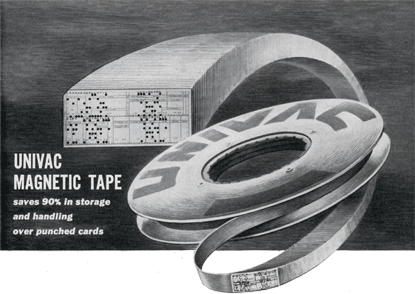 UNIVAC
UNIVAC
MAGNETIC TAPE
saves 90% in storage
and handling
over punched cards